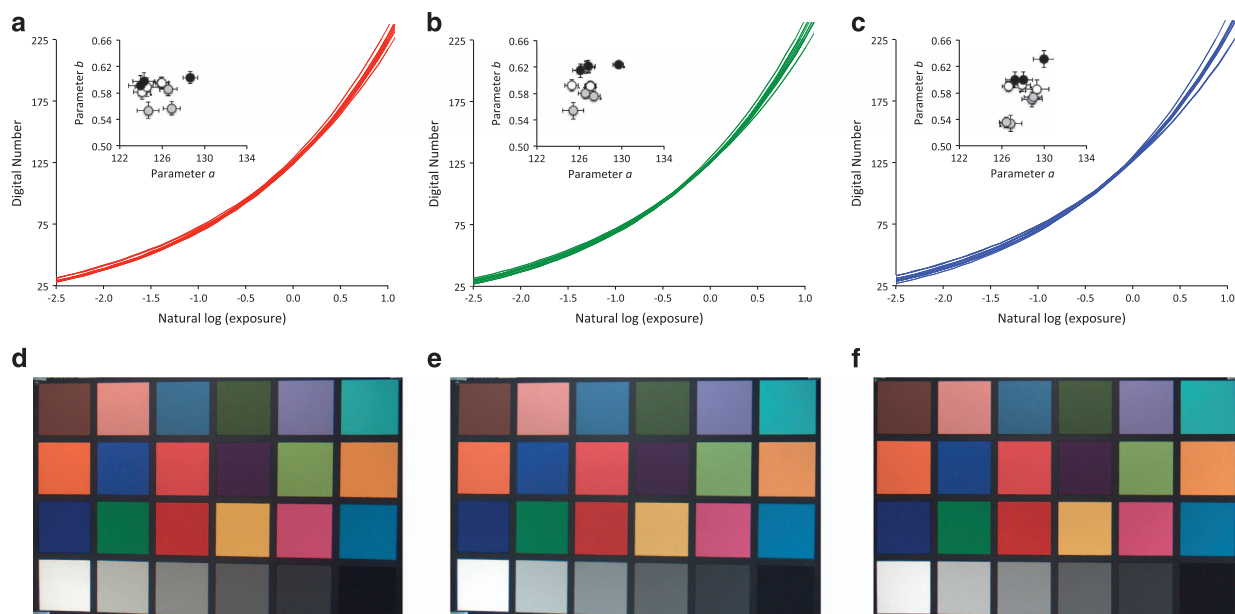 a
225
175
125
75
25
Digital Number
0.66
0.62
0.58
0.54
0.50
Parameter b
122 126 130 134
Parameter a
-2.5 -2.0 -1.5 -1.0 -0.5 0.0 0.5 1.0
Natural log (exposure)
b
225
175
125
75
25
Digital Number
0.66
0.62
0.58
0.54
0.50
Parameter b
122 126 130 134
Parameter a
-2.5 -2.0 -1.5 -1.0 -0.5 0.0 0.5 1.0
Natural log (exposure)
c
225
175
125
75
25
Digital Number
0.66
0.62
0.58
0.54
0.50
Parameter b
122 126 130 134
Parameter a
-2.5 -2.0 -1.5 -1.0 -0.5 0.0 0.5 1.0
Natural log (exposure)
d
e
f